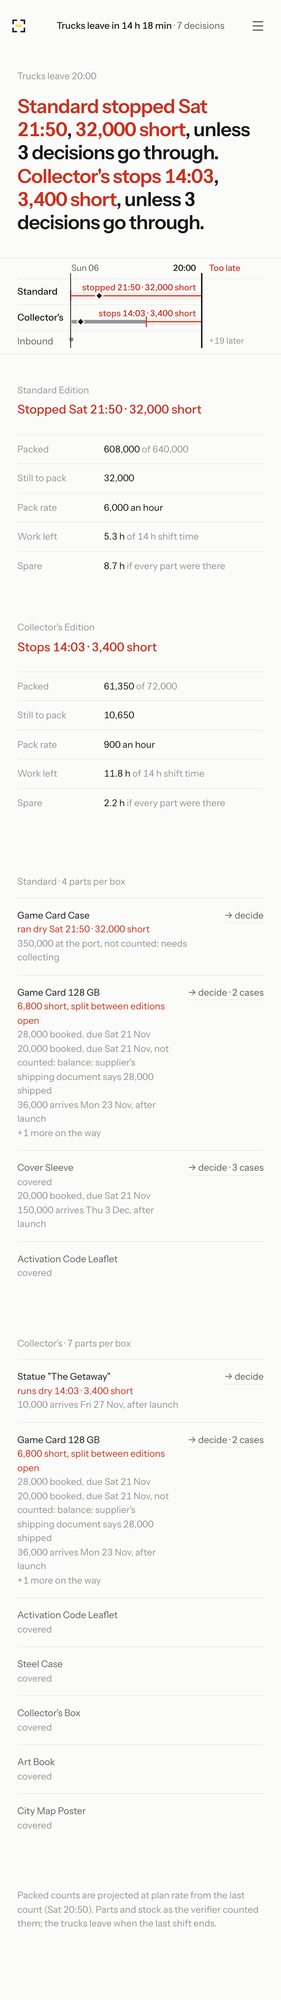 Trucks leave in 14 h 18 min · 7 decisions
Trucks leave 20:00
Standard stopped Sat
21:50, 32,000 short, unless
3 decisions go through.
Collector's stops 14:03,
3,400 short, unless 3
decisions go through.
Sun 06 20:00 Too late
Standard stopped 21:50 · 32,000 short
Collector's stops 14:03 · 3,400 short
Inbound +19 later
Standard Edition
Stopped Sat 21:50 · 32,000 short
Packed 608,000 of 640,000
Still to pack 32,000
Pack rate 6,000 an hour
Work left 5.3 h of 14 h shift time
Spare 8.7 h if every part were there
Collector's Edition
Stops 14:03 · 3,400 short
Packed 61,350 of 72,000
Still to pack 10,650
Pack rate 900 an hour
Work left 11.8 h of 14 h shift time
Spare 2.2 h if every part were there
Standard · 4 parts per box
Game Card Case → decide
ran dry Sat 21:50 · 32,000 short
350,000 at the port, not counted: needs
collecting
Game Card 128 GB → decide · 2 cases
6,800 short, split between editions
open
28,000 booked, due Sat 21 Nov
20,000 booked, due Sat 21 Nov, not
counted: balance: supplier's
shipping document says 28,000
shipped
36,000 arrives Mon 23 Nov, after
launch
+1 more on the way
Cover Sleeve → decide · 3 cases
covered
20,000 booked, due Sat 21 Nov
150,000 arrives Thu 3 Dec, after
launch
Activation Code Leaflet
covered
Collector's · 7 parts per box
Statue "The Getaway" → decide
runs dry 14:03 · 3,400 short
10,000 arrives Fri 27 Nov, after launch
Game Card 128 GB → decide · 2 cases
6,800 short, split between editions
open
28,000 booked, due Sat 21 Nov
20,000 booked, due Sat 21 Nov, not
counted: balance: supplier's
shipping document says 28,000
shipped
36,000 arrives Mon 23 Nov, after
launch
+1 more on the way
Activation Code Leaflet
covered
Steel Case
covered
Collector's Box
covered
Art Book
covered
City Map Poster
covered
Packed counts are projected at plan rate from the last
count (Sat 20:50). Parts and stock as the verifier counted
them; the trucks leave when the last shift ends.